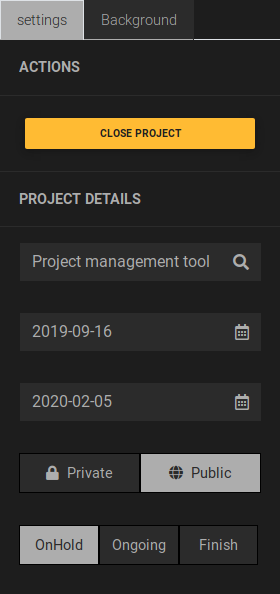 settings Background
ACTIONS
CLOSE PROJECT
PROJECT DETAILS
Project management tool
2019-09-16
2020-02-05
Private Public
OnHold Ongoing Finish